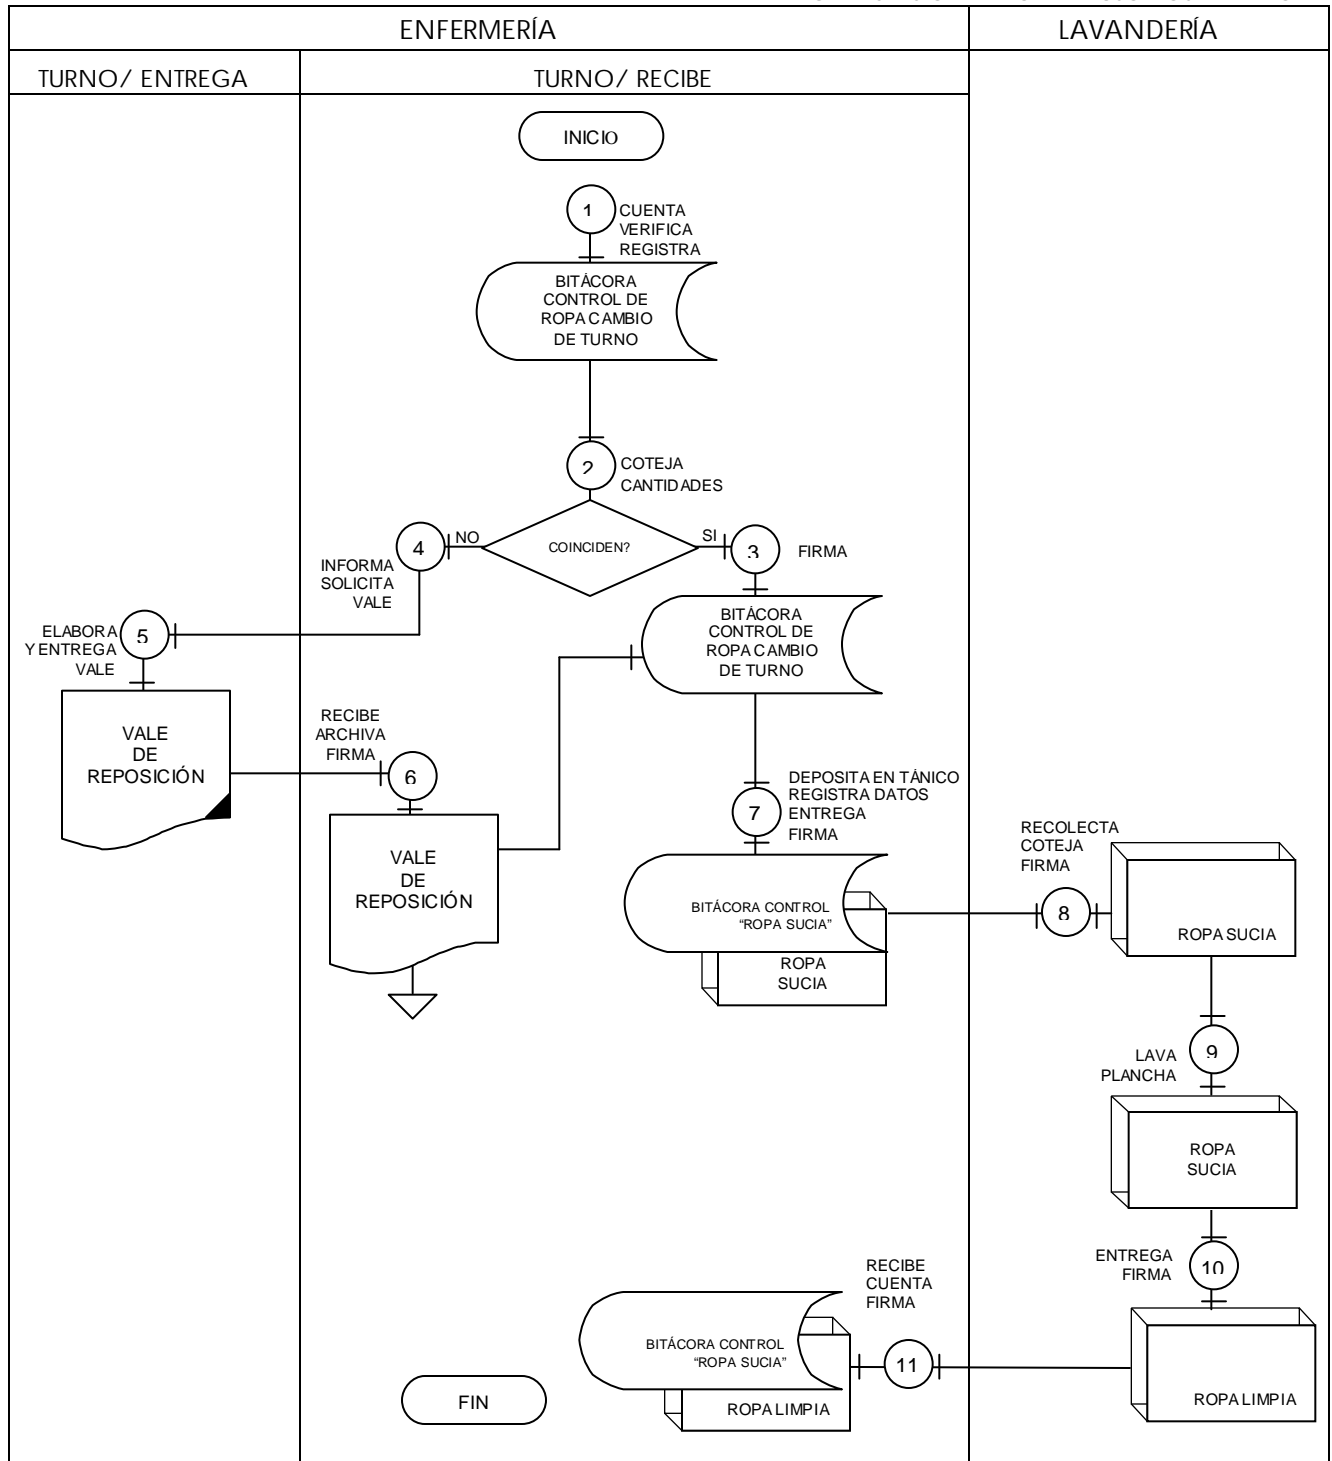 ENFERMERÍA
LAVANDERÍA
TURNO/ ENTREGA
TURNO/ RECIBE
INICIO
1
CUENTA
VERIFICA
REGISTRA
BITÁCORA
CONTROL DE
ROPA CAMBIO
DE TURNO
2
COTEJA
CANTIDADES
COINCIDEN?
NO
SI
4
INFORMA
SOLICITA
VALE
3
FIRMA
5
ELABORA
Y ENTREGA
VALE
BITÁCORA
CONTROL DE
ROPA CAMBIO
DE TURNO
VALE
DE
REPOSICIÓN
RECIBE
ARCHIVA
FIRMA
6
VALE
DE
REPOSICIÓN
7
DEPOSITA EN TÁNICO
REGISTRA DATOS
ENTREGA
FIRMA
BITÁCORA CONTROL
“ROPA SUCIA”
ROPA
SUCIA
RECOLECTA
COTEJA
FIRMA
8
ROPA SUCIA
LAVA
PLANCHA
9
ROPA
SUCIA
ENTREGA
FIRMA
10
ROPA LIMPIA
RECIBE
CUENTA
FIRMA
11
BITÁCORA CONTROL
“ROPA SUCIA”
ROPA LIMPIA
FIN